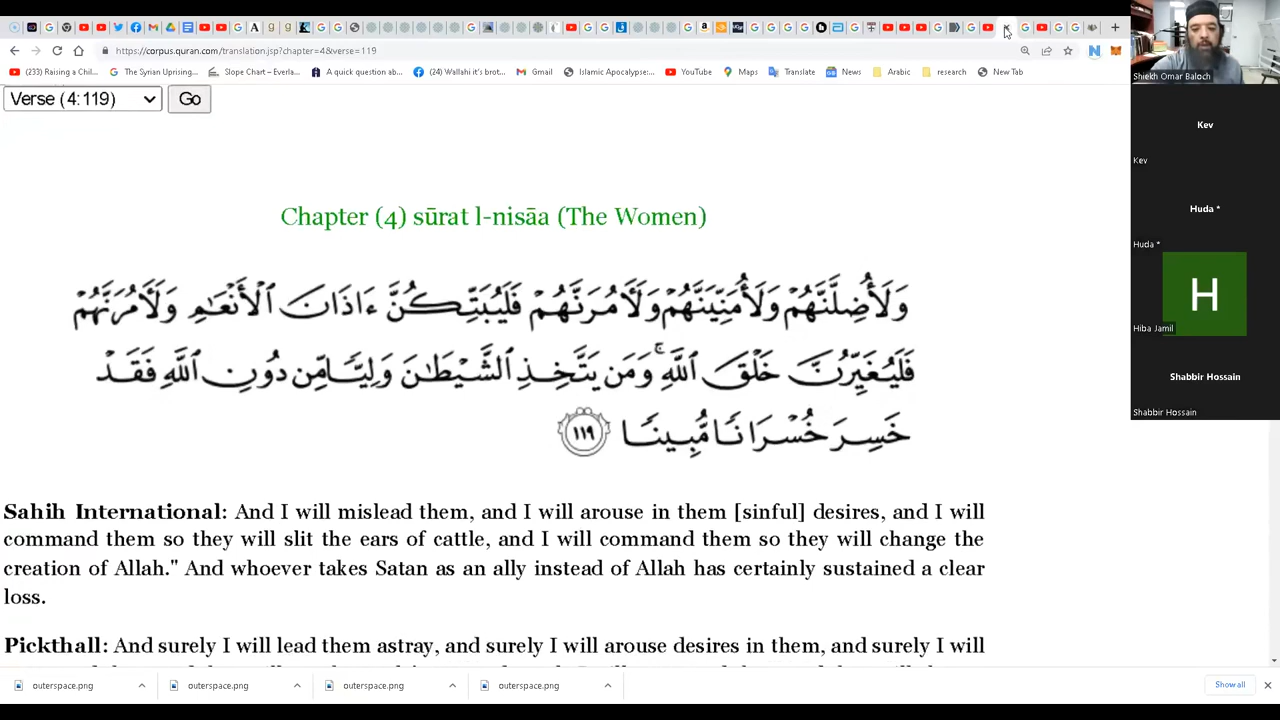 https://corpus.quran.com/translation.jsp?chapter=4&verse=119
(233) Raising a Chil...
The Syrian Uprising...
Slope Chart – Everla...
A quick question ab...
(24) Wallahi it's brot...
Gmail
Islamic Apocalypse:...
YouTube
Maps
Translate
News
Arabic
research
New Tab
Verse (4:119)
Go
Chapter (4) sūrat l-nisāa (The Women)
وَلَأُضِلَّنَّهُمْ وَلَأُمَنِّيَنَّهُمْ وَلَـَٔامُرَنَّهُمْ فَلَيُبَتِّكُنَّ ءَاذَانَ ٱلْأَنْعَـٰمِ وَلَـَٔامُرَنَّهُمْ
فَلَيُغَيِّرُنَّ خَلْقَ ٱللَّهِ ۚ وَمَن يَتَّخِذِ ٱلشَّيْطَـٰنَ وَلِيًّا مِّن دُونِ ٱللَّهِ فَقَدْ
خَسِرَ خُسْرَانًا مُّبِينًا ١١٩
Sahih International: And I will mislead them, and I will arouse in them [sinful] desires, and I will
command them so they will slit the ears of cattle, and I will command them so they will change the
creation of Allah." And whoever takes Satan as an ally instead of Allah has certainly sustained a clear
loss.
Pickthall: And surely I will lead them astray, and surely I will arouse desires in them, and surely I will
Shiekh Omar Baloch
Kev
Kev
Huda *
Huda *
H
Hiba Jamil
Shabbir Hossain
Shabbir Hossain
outerspace.png
outerspace.png
outerspace.png
outersspace.png
Show all